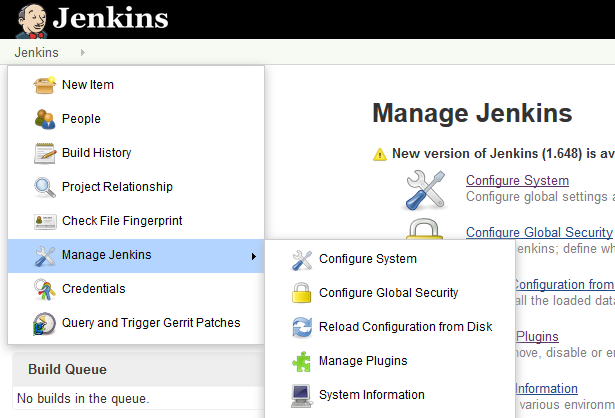 Jenkins
Jenkins
New Item
People
Build History
Project Relationship
Check File Fingerprint
Manage Jenkins
Credentials
Query and Trigger Gerrit Patches
Build Queue
No builds in the queue.
Manage Jenkins
New version of Jenkins (1.648) is av
Configure System
Configure global settings a
Configure Global Security
enkins; define wh
Configuration from
all the loaded data
Plugins
ove, disable or en
Information
various environm
Configure System
Configure Global Security
Reload Configuration from Disk
Manage Plugins
System Information